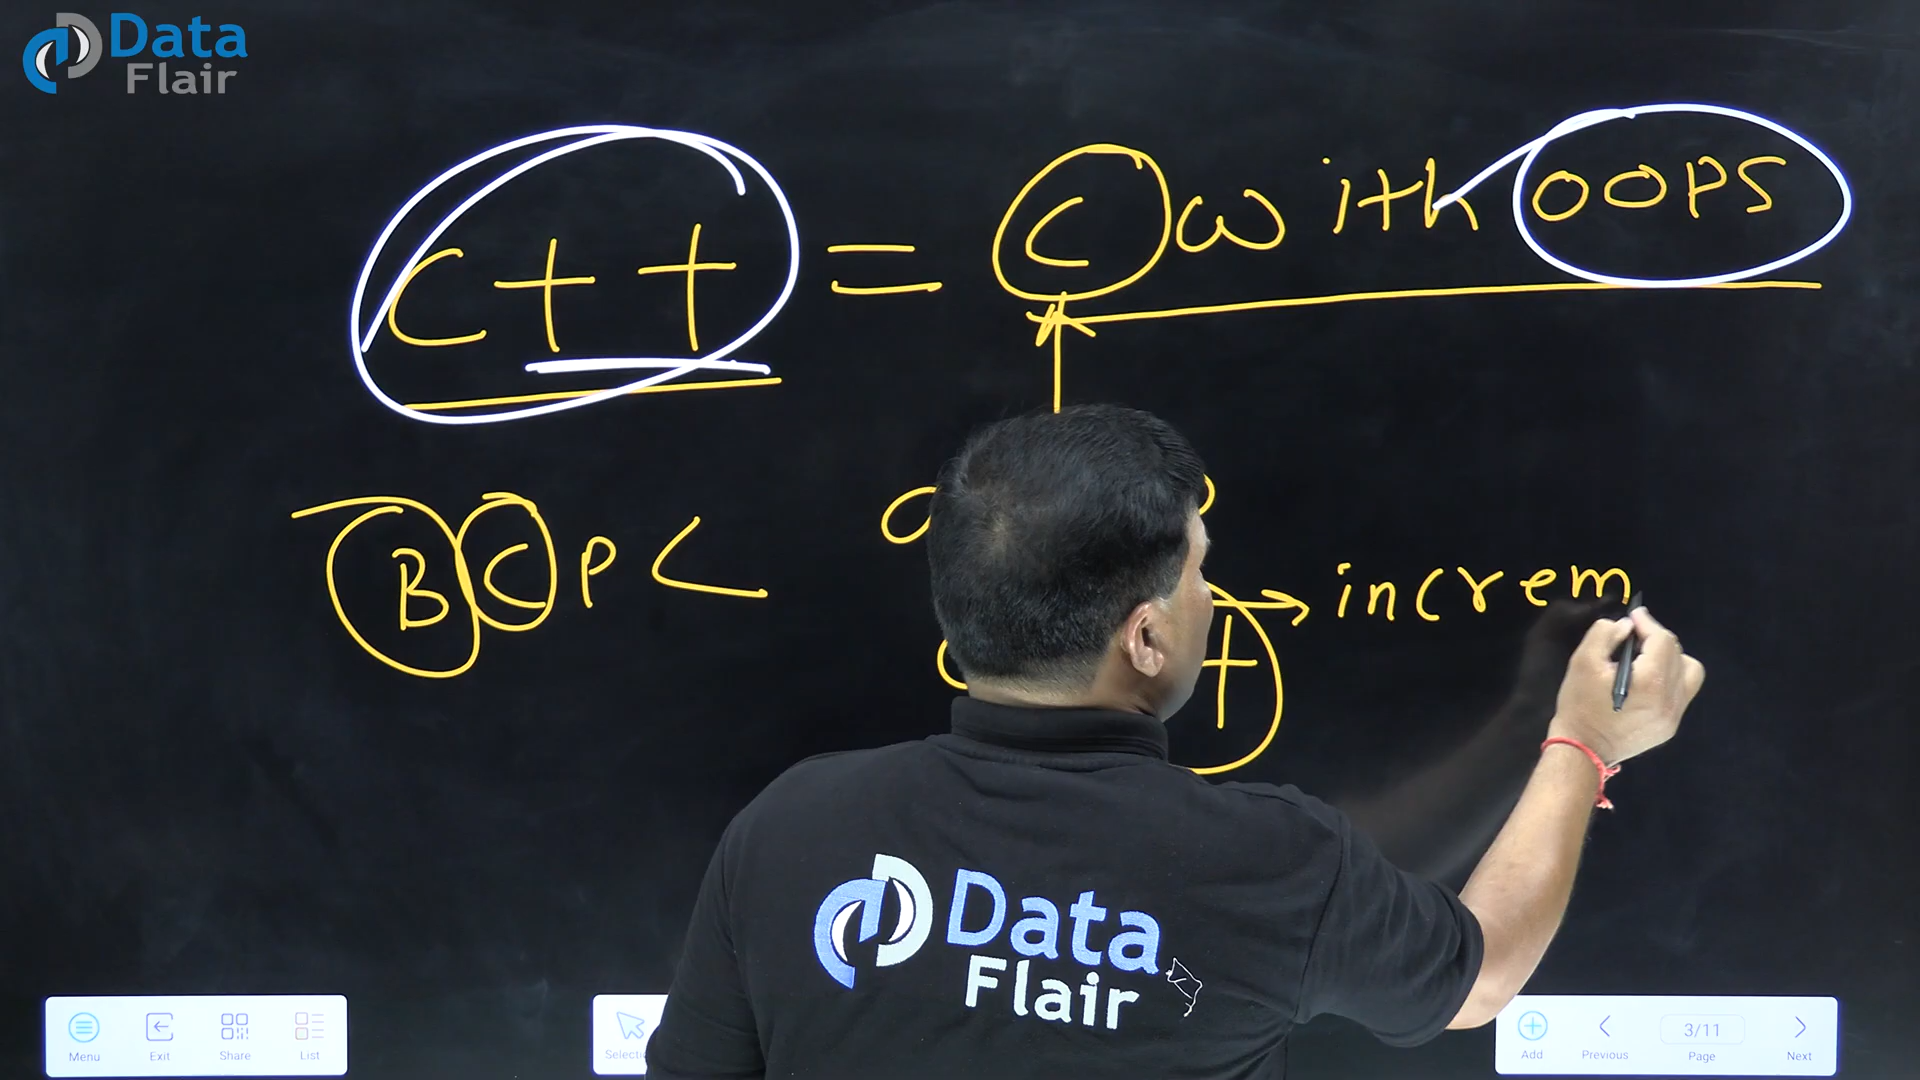 Data
Flair
C++ = C with OOPS
BCPL
increm
Data
Flair
Menu
Exit
Share
List
Add
Previous
3/11
Page
Next